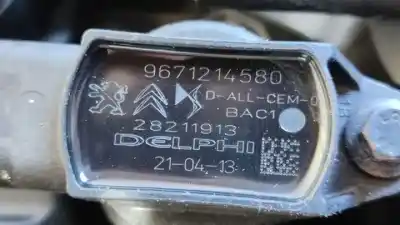 9671214580
D-ALL-CEM-0
BAC1
28211913
DELPHI
21-04-13